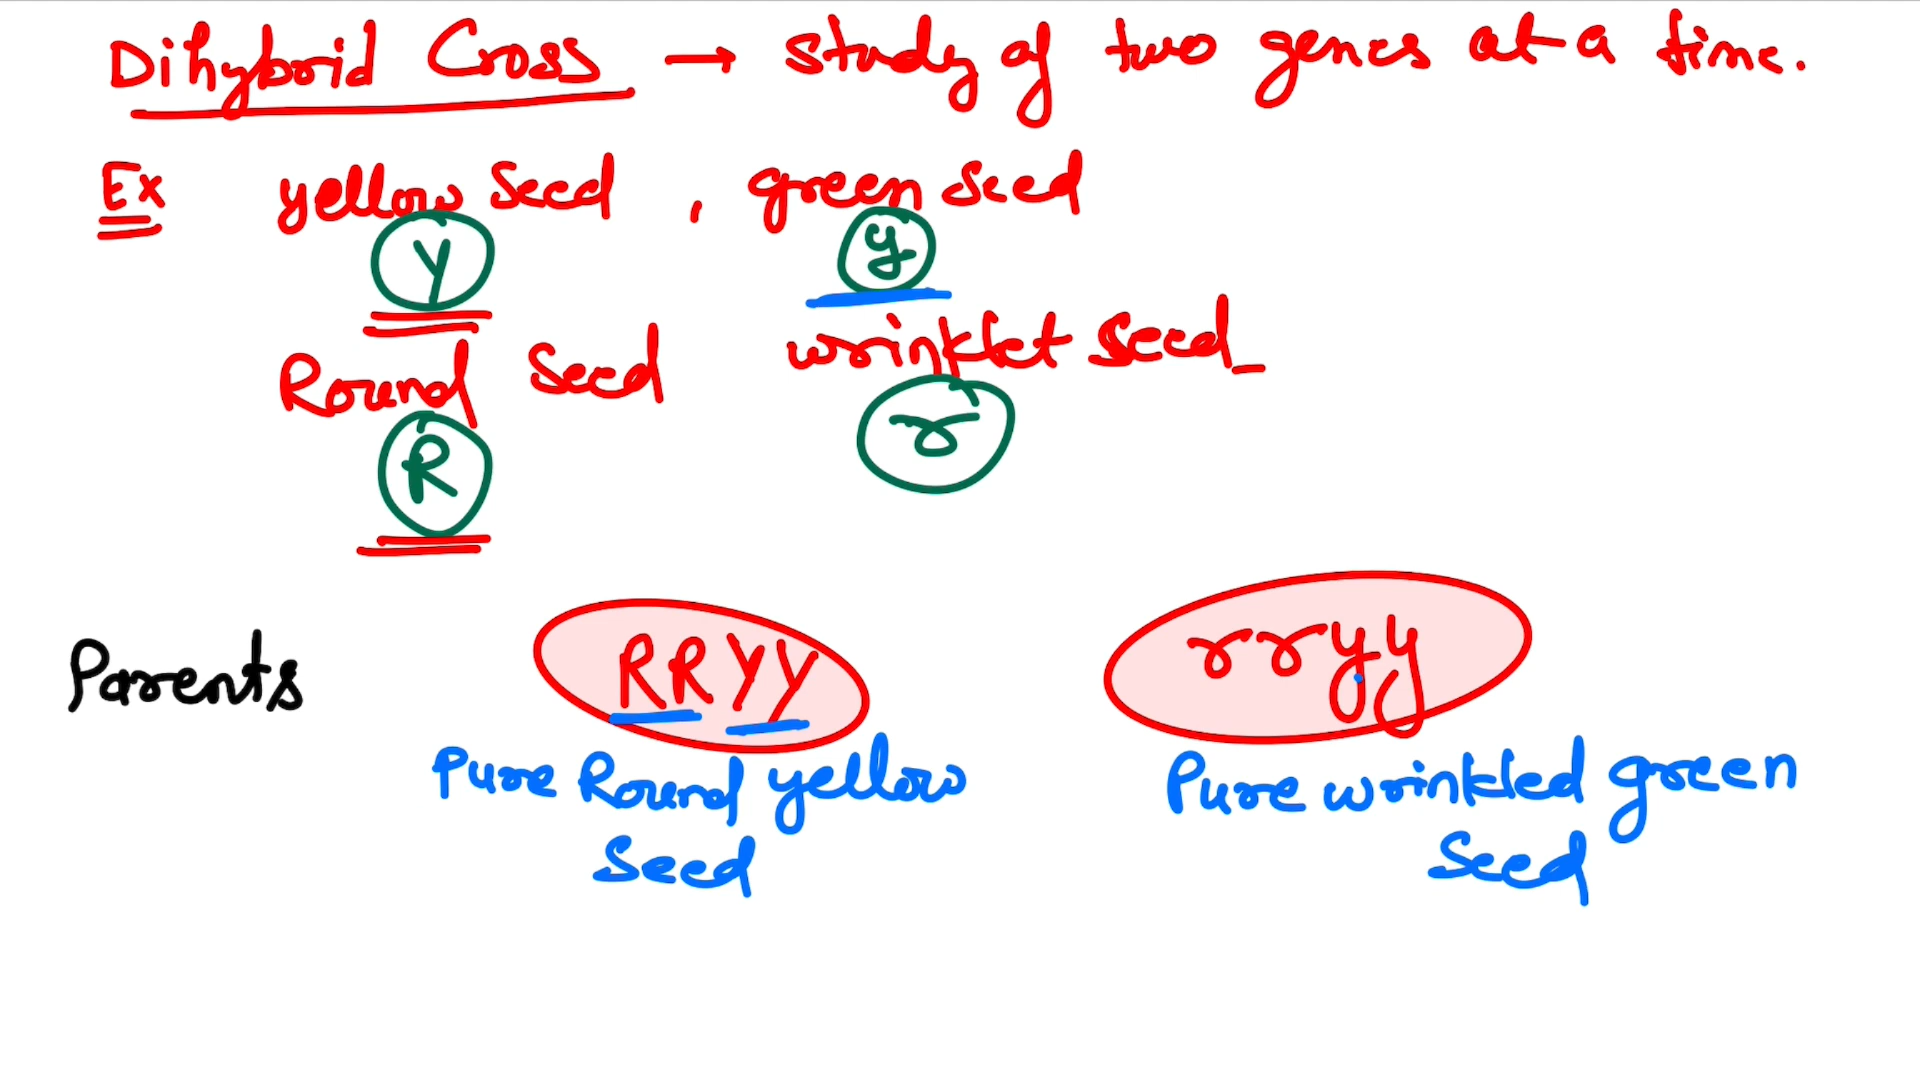 Dihybrid Cross → study of two genes at a time.
Ex yellow Seed , green seed
Y y
Round Seed wrinklet seed
R r
Parents RRYY rryy
Pure Round yellow Pure wrinkled green
Seed Seed